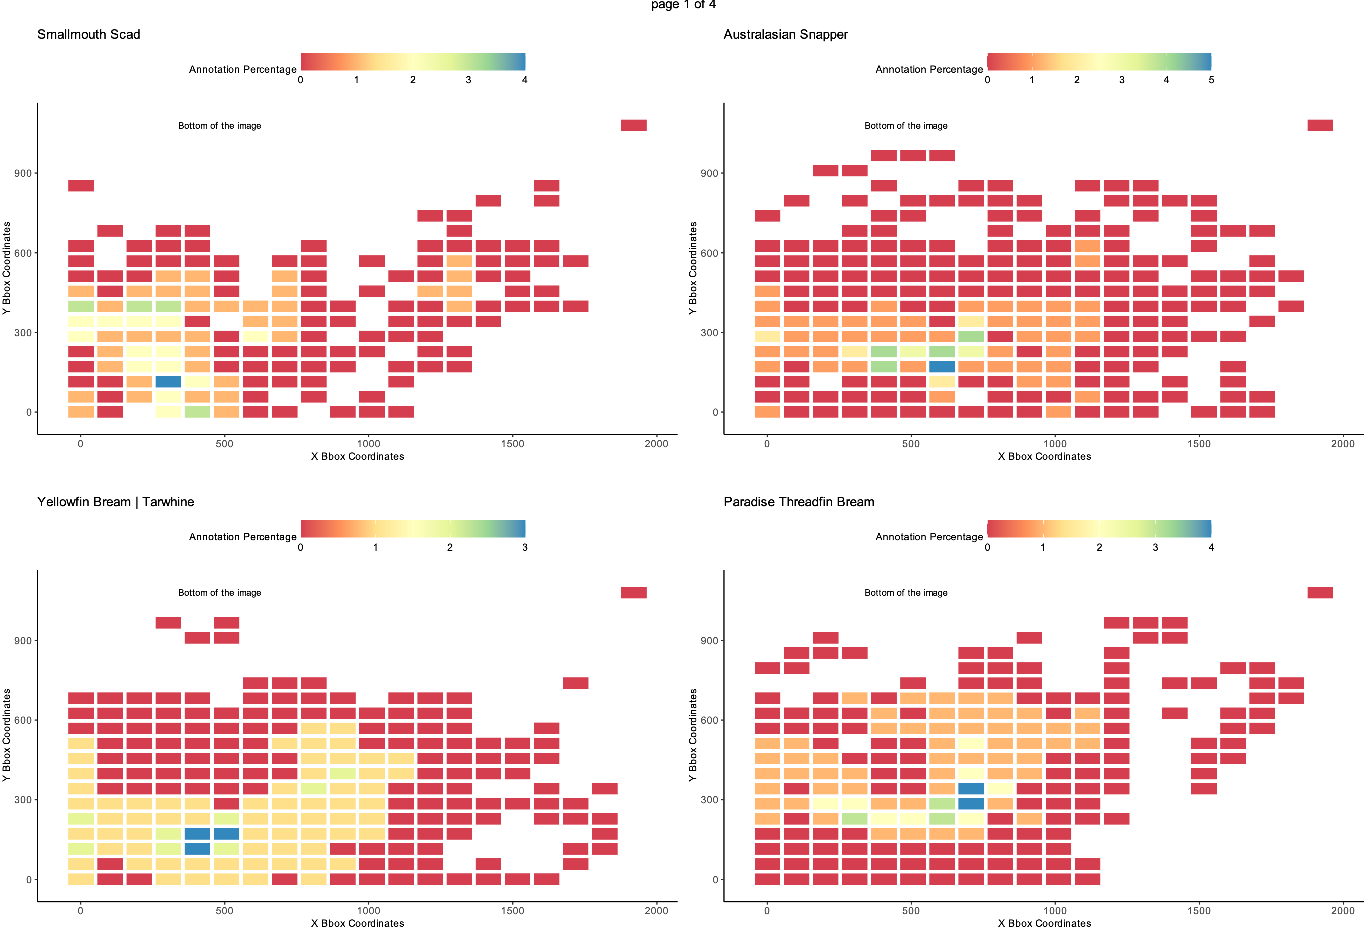 page 1 of 4
Smallmouth Scad
Annotation Percentage
0 1 2 3 4
Bottom of the image
Y Bbox Coordinates
900
600
300
0
0 500 1000 1500 2000
X Bbox Coordinates
Australasian Snapper
Annotation Percentage
0 1 2 3 4 5
Bottom of the image
Y Bbox Coordinates
900
600
300
0
0 500 1000 1500 2000
X Bbox Coordinates
Yellowfin Bream | Tarwhine
Annotation Percentage
0 1 2 3
Bottom of the image
Y Bbox Coordinates
900
600
300
0
0 500 1000 1500 2000
X Bbox Coordinates
Paradise Threadfin Bream
Annotation Percentage
0 1 2 3 4
Bottom of the image
Y Bbox Coordinates
900
600
300
0
0 500 1000 1500 2000
X Bbox Coordinates